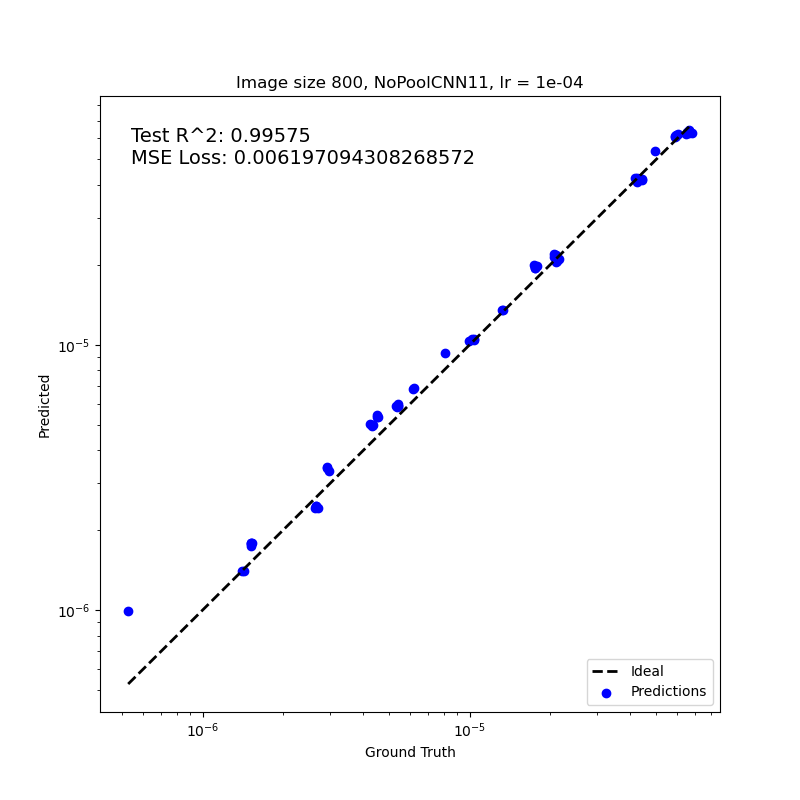 Image size 800, NoPoolCNN11, lr = 1e-04
Test R^2: 0.99575
MSE Loss: 0.006197094308268572
Predicted
10⁻⁵
10⁻⁶
Ideal
Predictions
10⁻⁶ 10⁻⁵
Ground Truth